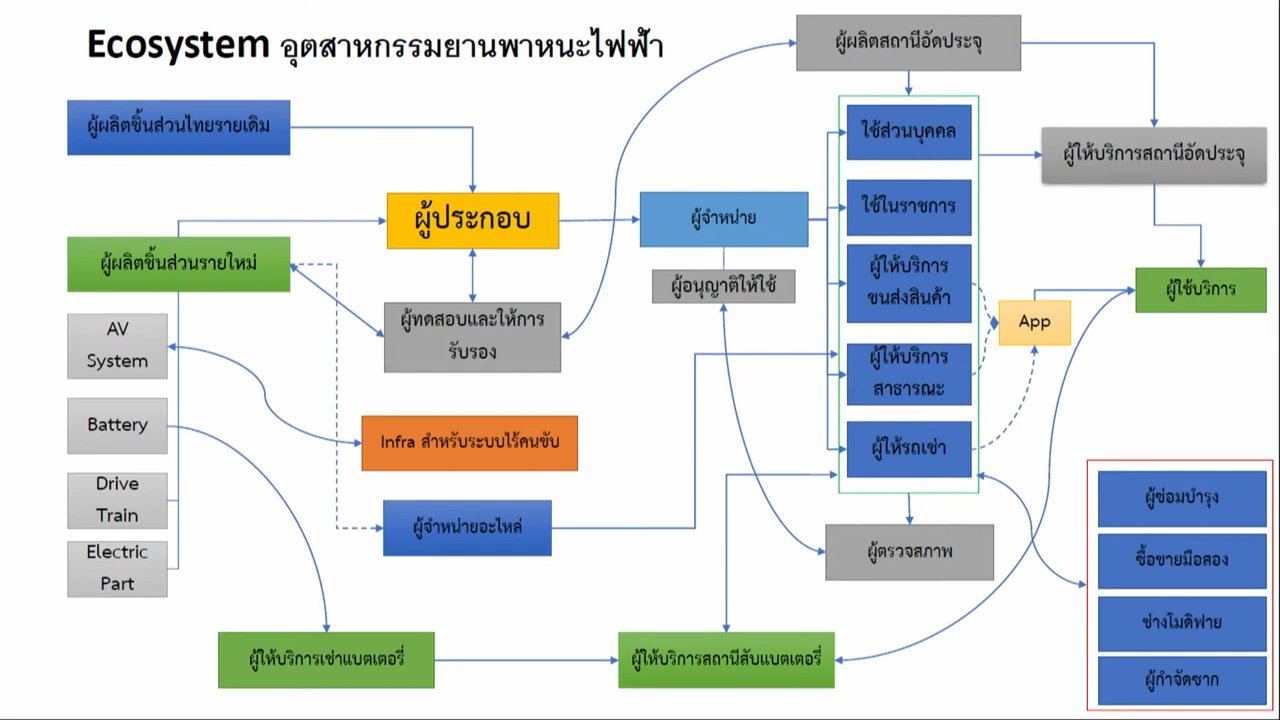 Ecosystem อุตสาหกรรมยานพาหนะไฟฟ้า
ผู้ผลิตสถานีอัดประจุ
ผู้ผลิตชิ้นส่วนไทยรายเดิม
ใช้ส่วนบุคคล
ผู้ให้บริการสถานีอัดประจุ
ผู้ประกอบ
ผู้จำหน่าย
ใช้ในราชการ
ผู้ผลิตชิ้นส่วนรายใหม่
ผู้อนุญาติให้ใช้
ผู้ให้บริการ
ขนส่งสินค้า
ผู้ใช้บริการ
AV
System
ผู้ทดสอบและให้การ
รับรอง
App
ผู้ให้บริการ
สาธารณะ
Battery
Infra สำหรับระบบไร้คนขับ
ผู้ให้รถเช่า
Drive
Train
ผู้จำหน่ายอะไหล่
ผู้ตรวจสภาพ
ผู้ซ่อมบำรุง
Electric
Part
ซื้อขายมือสอง
ช่างโมดิฟาย
ผู้ให้บริการเช่าแบตเตอรี่
ผู้ให้บริการสถานีสับแบตเตอรี่
ผู้กำจัดซาก